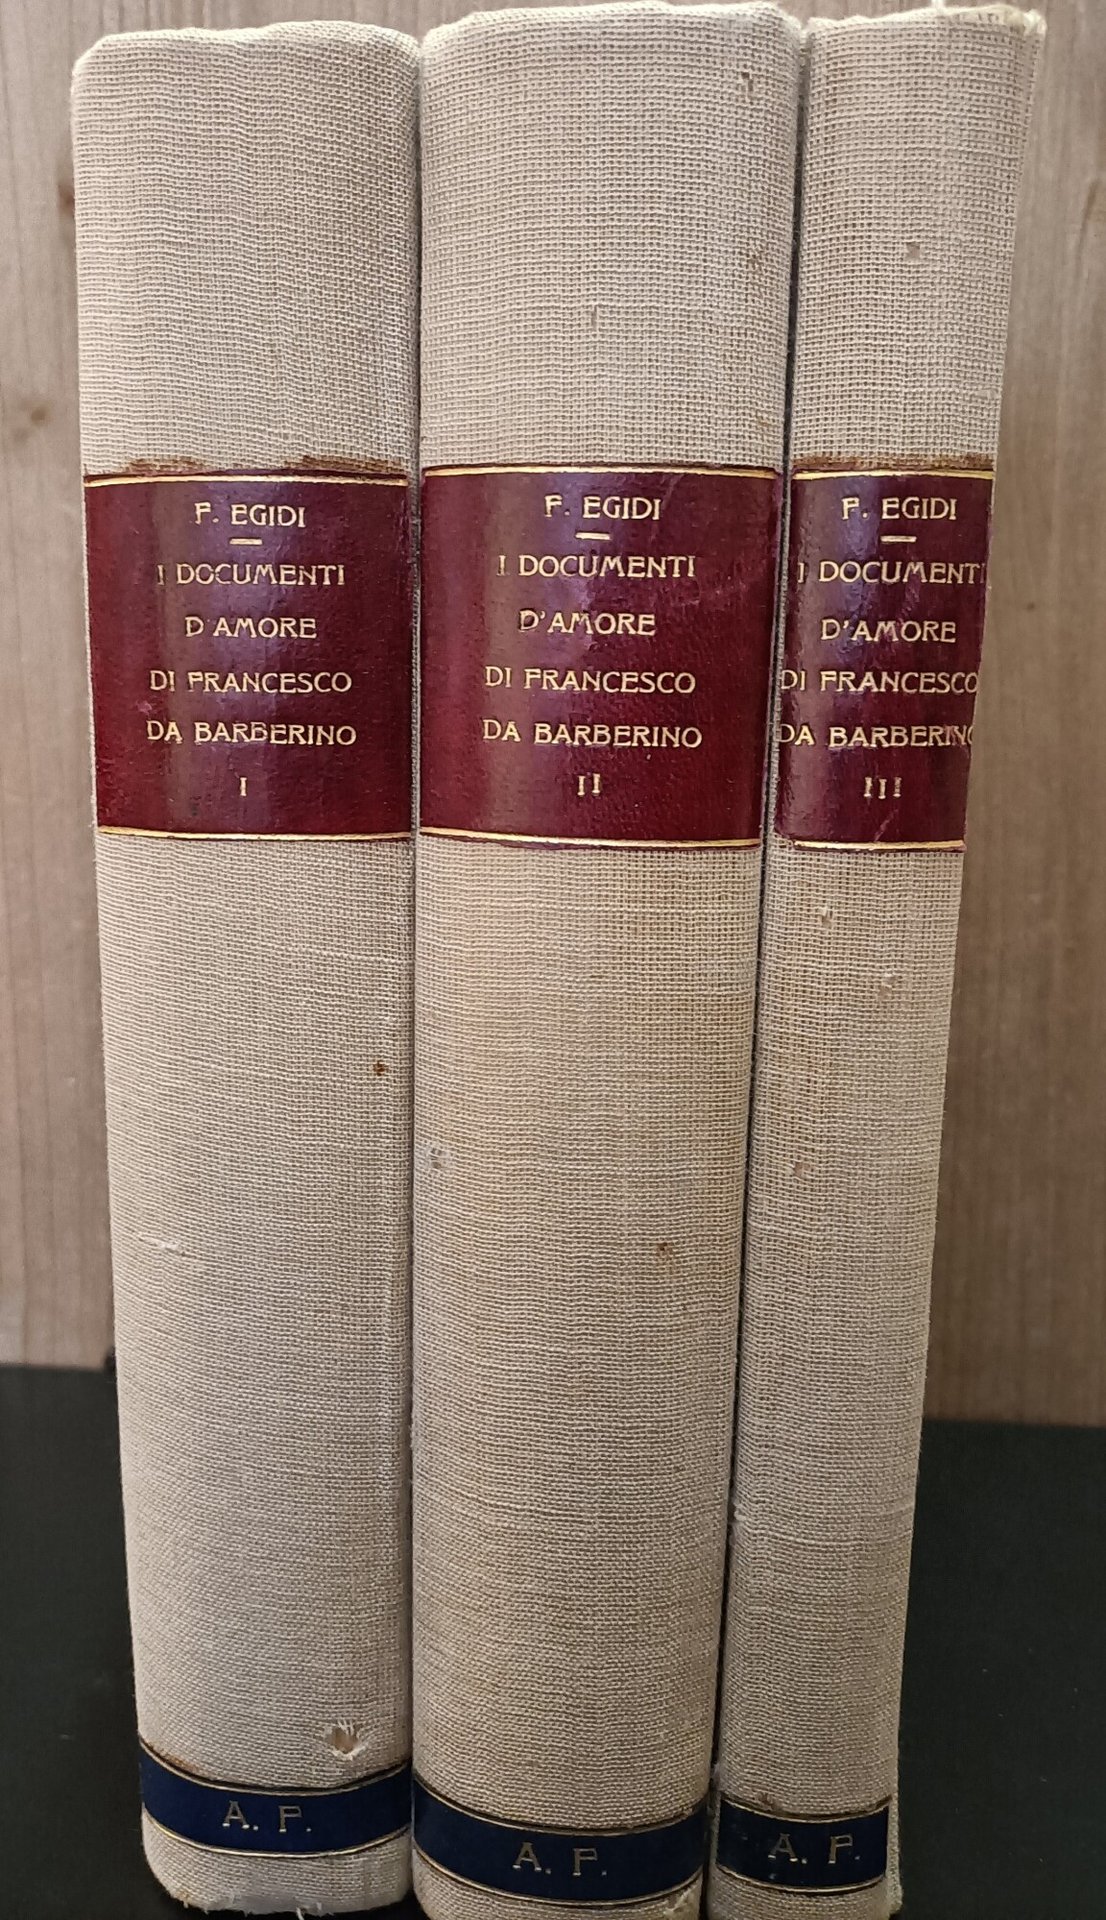 F. EGIDI
I DOCUMENTI
D'AMORE
DI FRANCESCO
DA BARBERINO
I
A. P.
F. EGIDI
I DOCUMENTI
D'AMORE
DI FRANCESCO
DA BARBERINO
II
A. P.
F. EGIDI
I DOCUMENTI
D'AMORE
DI FRANCESCO
DA BARBERINO
III
A. P.